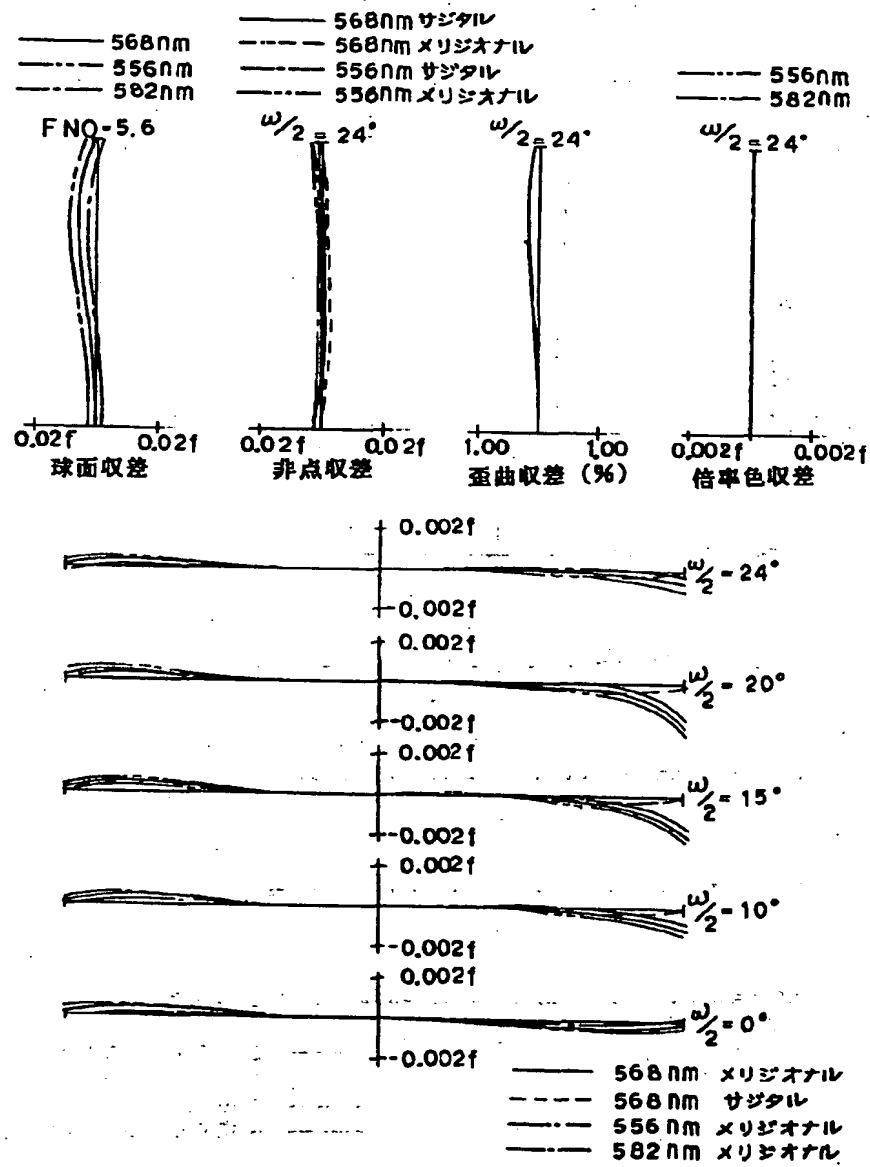 568nm
556nm
582nm
568nm サジタル
568nm メリジオナル
556nm サジタル
556nm メリジオナル
556nm
582nm
FNO-5.6
ω/2=24°
ω/2=24°
ω/2=24°
0.02f 0.02f
球面収差
0.02f 0.02f
非点収差
1.00 1.00
歪曲収差 (%)
0.002f 0.002f
倍率色収差
0.002f
ω/2-24°
0.002f
0.002f
ω/2=20°
-0.002f
0.002f
ω/2=15°
-0.002f
0.002f
ω/2=10°
-0.002f
0.002f
ω/2=0°
-0.002f
568nm メリジオナル
568nm サジタル
556nm メリジオナル
582nm メリジオナル